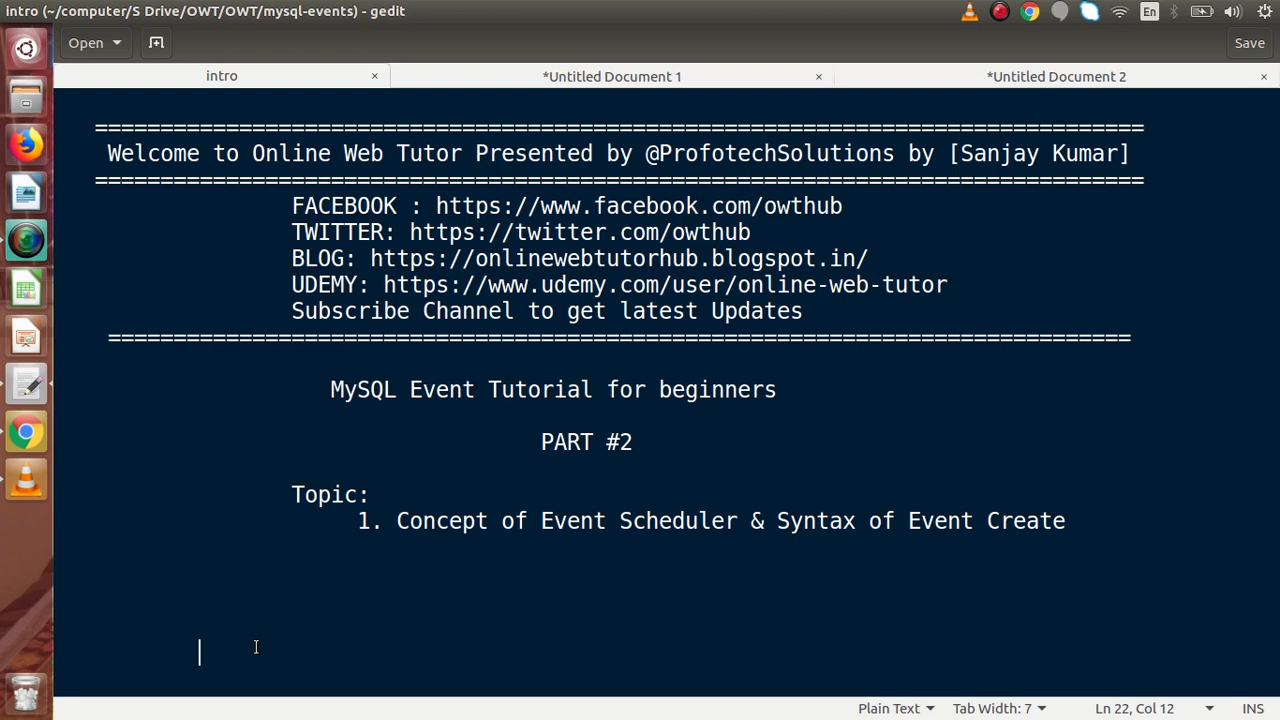 intro (~/computer/S Drive/OWT/OWT/mysql-events) - gedit
En
Open
Save
intro
*Untitled Document 1
*Untitled Document 2
================================================================================
Welcome to Online Web Tutor Presented by @ProfotechSolutions by [Sanjay Kumar]
================================================================================
FACEBOOK : https://www.facebook.com/owthub
TWITTER: https://twitter.com/owthub
BLOG: https://onlinewebtutorhub.blogspot.in/
UDEMY: https://www.udemy.com/user/online-web-tutor
Subscribe Channel to get latest Updates
==============================================================================
MySQL Event Tutorial for beginners
PART #2
Topic:
1. Concept of Event Scheduler & Syntax of Event Create
Plain Text
Tab Width: 7
Ln 22, Col 12
INS